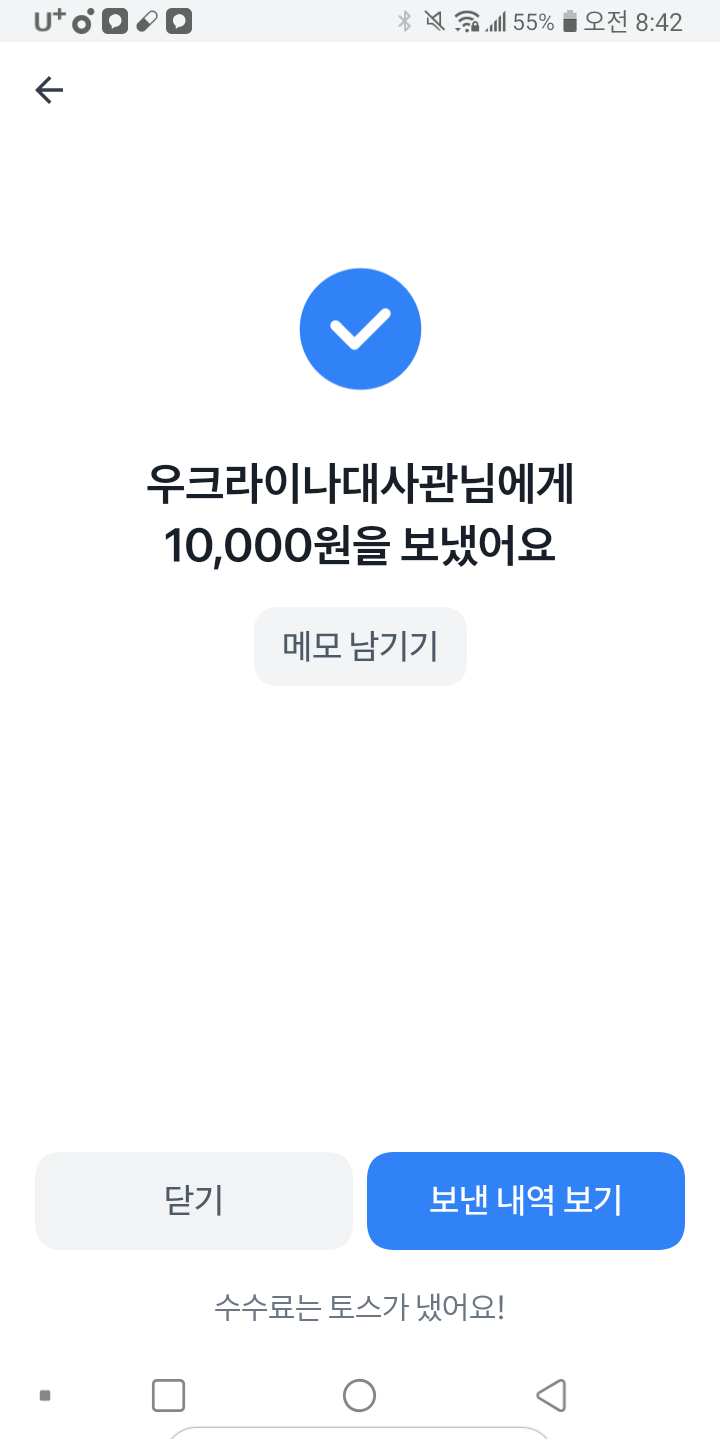 U+ 55% 오전 8:42
우크라이나대사관님에게
10,000원을 보냈어요
메모 남기기
닫기
보낸 내역 보기
수수료는 토스가 냈어요!